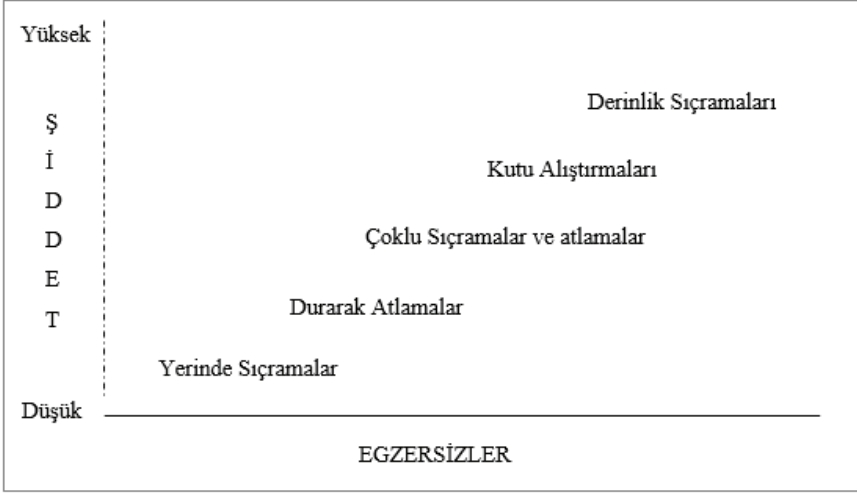 Yüksek
Derinlik Sıçramaları
Ş
İ
D
D
E
T
Kutu Alıştırmaları
Çoklu Sıçramalar ve atlamalar
Durarak Atlamalar
Yerinde Sıçramalar
Düşük
EGZERSİZLER